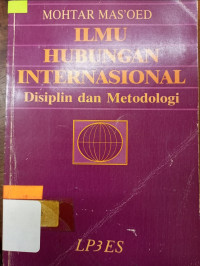 MOHTAR MAS'OED
ILMU
HUBUNGAN
INTERNASIONAL
Disiplin dan Metodologi
LP3ES